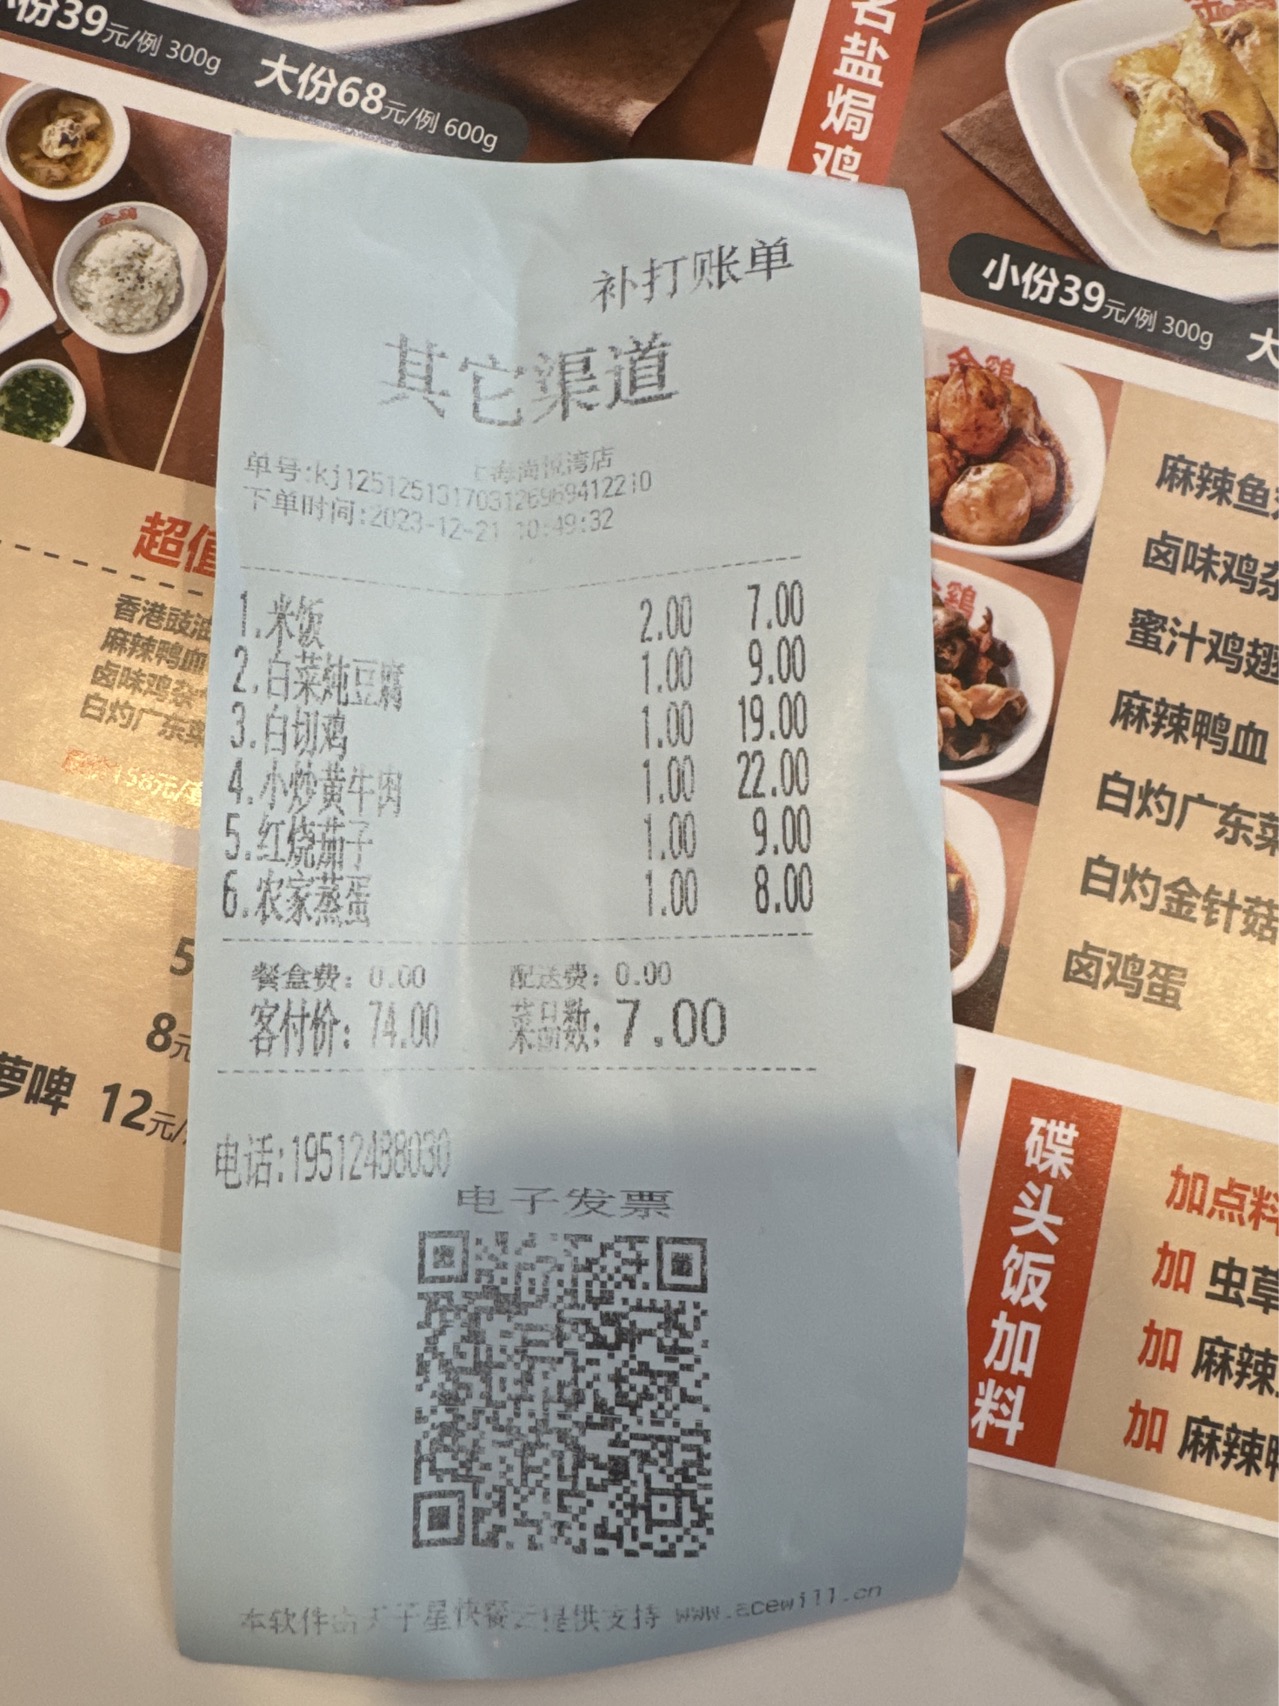 份39元/例 300g 大份68元/例 600g
名盐焗鸡
小份39元/例 300g 大
金鷄
补打账单
其它渠道
上海尚悦湾店
单号:kj125125131703126969412210
下单时间:2023-12-21 10:49:32
1.米饭 2.00 7.00
2.白菜炖豆腐 1.00 9.00
3.白切鸡 1.00 19.00
4.小炒黄牛肉 1.00 22.00
5.红烧茄子 1.00 9.00
6.农家蒸蛋 1.00 8.00
餐盒费: 0.00 配送费: 0.00
客付价: 74.00 菜品数: 7.00
电话:19512488030
电子发票
本软件由天子星快餐云提供支持 www.acewill.cn
超值
香港豉油
麻辣鸭血
卤味鸡杂
白灼广东菜
158元/
5
8元
萝啤 12元/
金鷄
麻辣鱼
卤味鸡杂
蜜汁鸡翅
麻辣鸭血
白灼广东菜
白灼金针菇
卤鸡蛋
碟头饭加料
加点料
加 虫草
加 麻辣
加 麻辣鸭